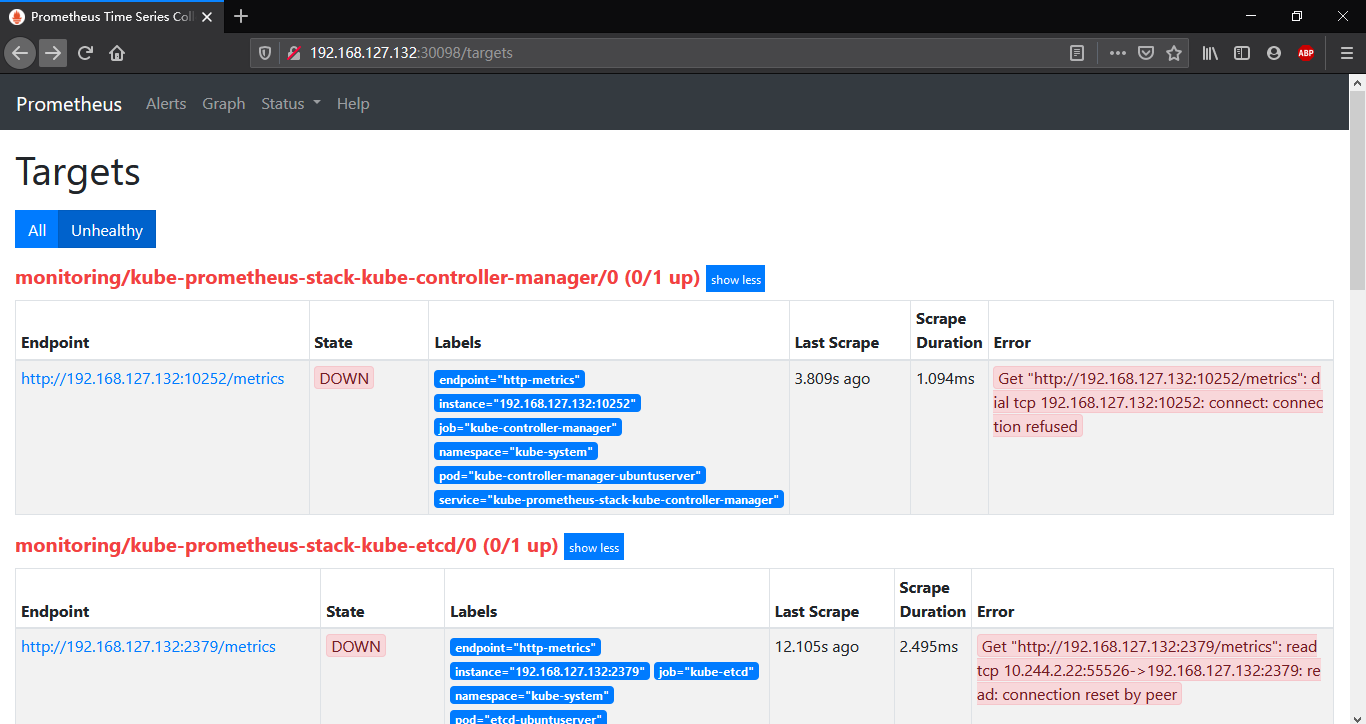 Prometheus Time Series Coll
192.168.127.132:30098/targets
ABP
Prometheus Alerts Graph Status Help
Targets
All Unhealthy
monitoring/kube-prometheus-stack-kube-controller-manager/0 (0/1 up) show less
Endpoint State Labels Last Scrape Scrape Duration Error
http://192.168.127.132:10252/metrics DOWN
endpoint="http-metrics"
instance="192.168.127.132:10252"
job="kube-controller-manager"
namespace="kube-system"
pod="kube-controller-manager-ubuntuserver"
service="kube-prometheus-stack-kube-controller-manager"
3.809s ago 1.094ms
Get "http://192.168.127.132:10252/metrics": d
ial tcp 192.168.127.132:10252: connect: connec
tion refused
monitoring/kube-prometheus-stack-kube-etcd/0 (0/1 up) show less
Endpoint State Labels Last Scrape Scrape Duration Error
http://192.168.127.132:2379/metrics DOWN
endpoint="http-metrics"
instance="192.168.127.132:2379" job="kube-etcd"
namespace="kube-system"
pod="etcd-ubuntuserver"
12.105s ago 2.495ms
Get "http://192.168.127.132:2379/metrics": read
tcp 10.244.2.22:55526->192.168.127.132:2379: re
ad: connection reset by peer